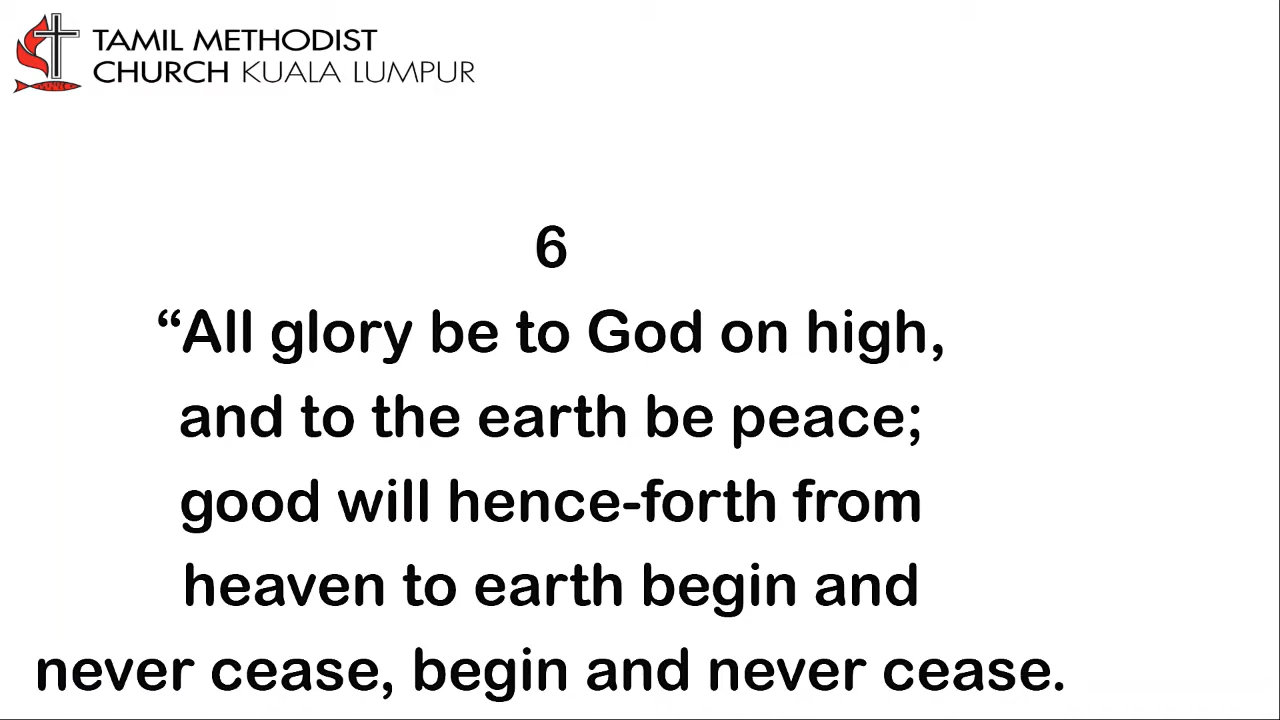 TAMIL METHODIST
CHURCH KUALA LUMPUR
6
“All glory be to God on high,
and to the earth be peace;
good will hence-forth from
heaven to earth begin and
never cease, begin and never cease.